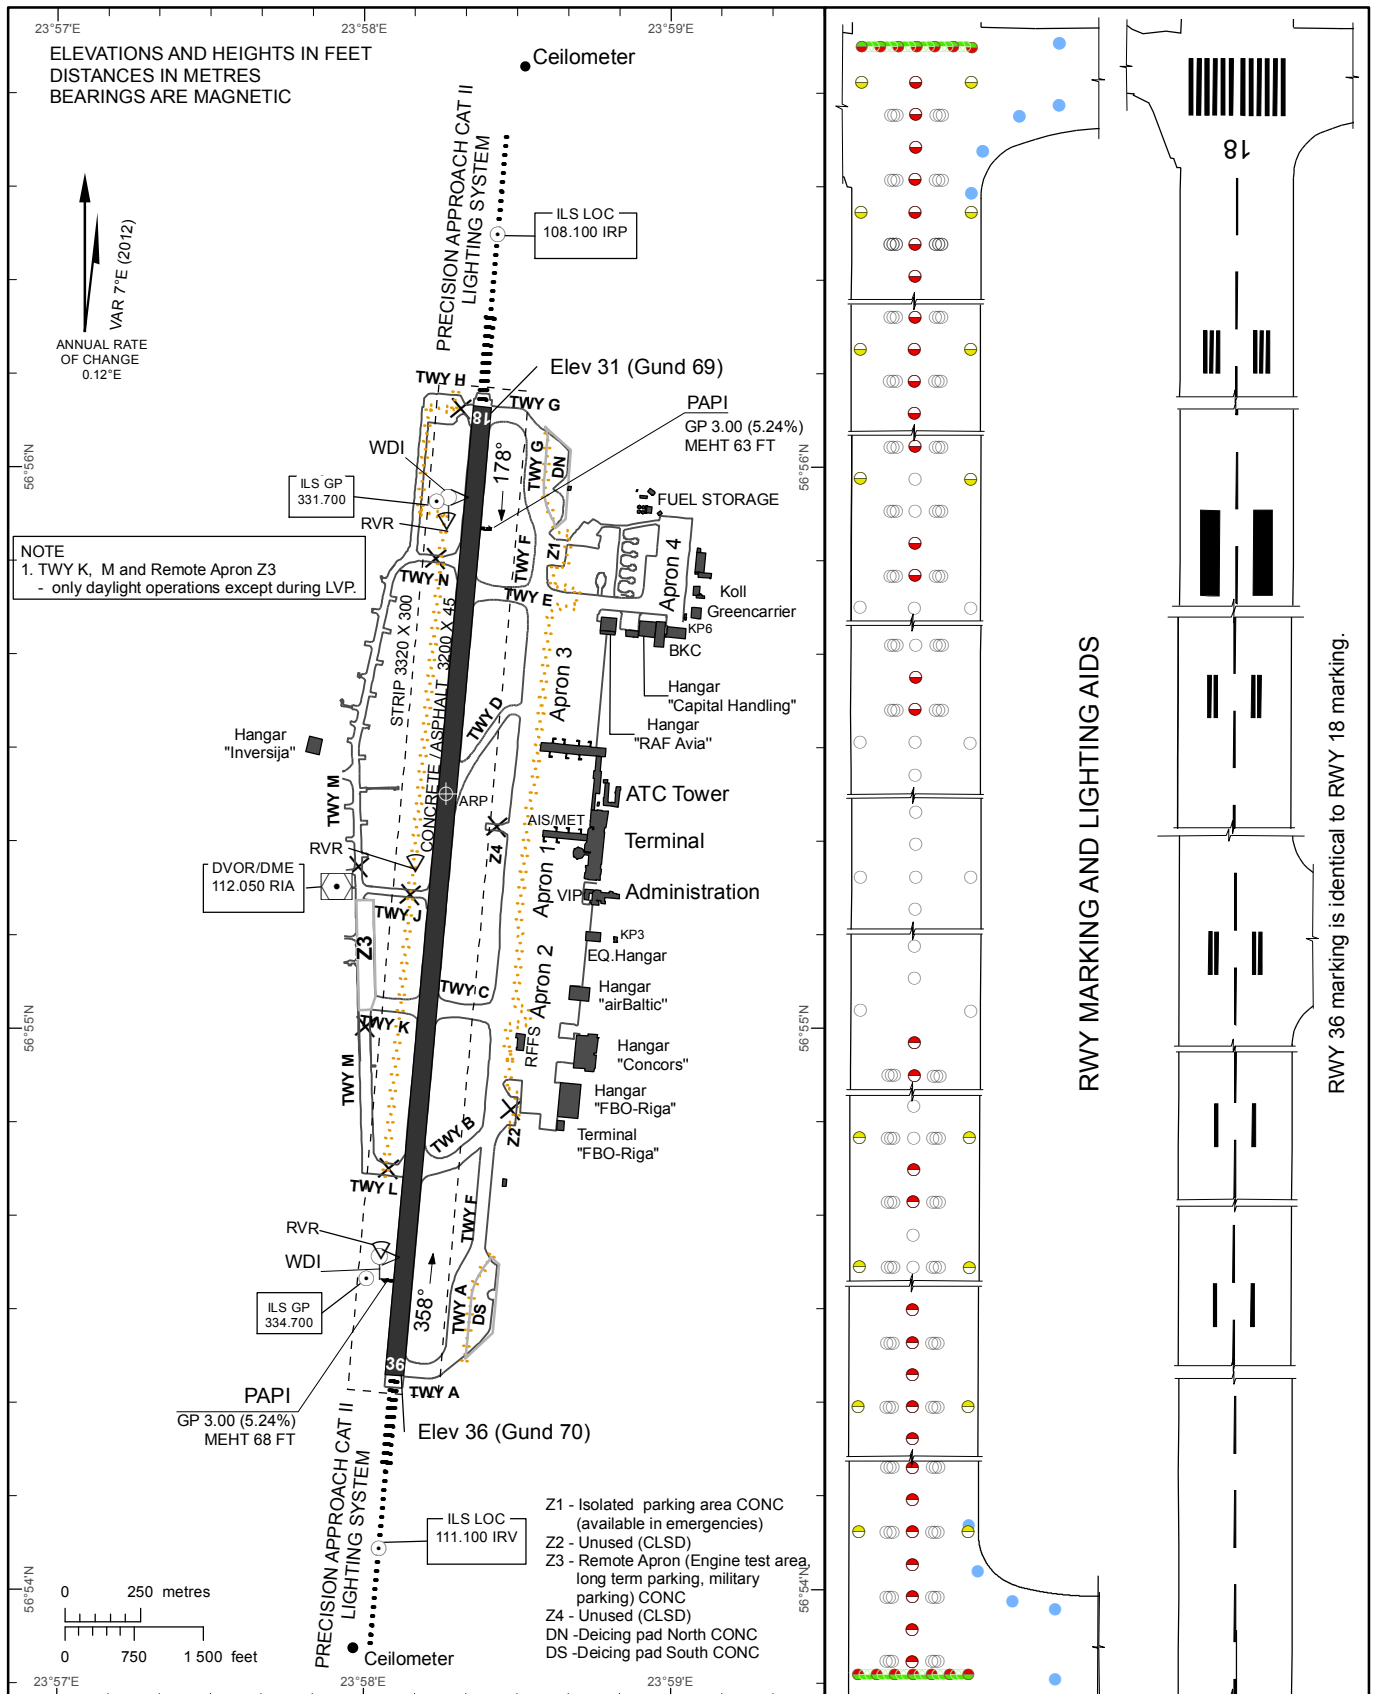 23°57'E
23°58'E
23°59'E
ELEVATIONS AND HEIGHTS IN FEET
DISTANCES IN METRES
BEARINGS ARE MAGNETIC
Ceilometer
VAR 7°E (2012)
ANNUAL RATE
OF CHANGE
0.12°E
PRECISION APPROACH CAT II
LIGHTING SYSTEM
ILS LOC
108.100 IRP
Elev 31 (Gund 69)
TWY H
TWY G
18
PAPI
GP 3.00 (5.24%)
MEHT 63 FT
WDI
178°
TWY G
DN
56°56'N
56°56'N
ILS GP
331.700
RVR
FUEL STORAGE
NOTE
1. TWY K, M and Remote Apron Z3
- only daylight operations except during LVP.
TWY N
TWY F
Z1
TWY E
Apron 4
Koll
Greencarrier
KP6
BKC
STRIP 3320 X 300
CONCRETE / ASPHALT 3200 X 45
Apron 3
Hangar
"Capital Handling"
Hangar
"RAF Avia"
TWY D
Hangar
"Inversija"
TWY M
ARP
ATC Tower
AIS/MET
Terminal
Z4
RVR
Apron 1
DVOR/DME
112.050 RIA
VIP
Administration
TWY J
KP3
EQ.Hangar
Z3
Apron 2
TWY C
Hangar
"airBaltic"
56°55'N
56°55'N
TWY K
RFFS
Hangar
"Concors"
TWY M
Hangar
"FBO-Riga"
TWY B
Z2
Terminal
"FBO-Riga"
TWY L
TWY F
RVR
WDI
358°
TWY A
DS
ILS GP
334.700
36
TWY A
PAPI
GP 3.00 (5.24%)
MEHT 68 FT
Elev 36 (Gund 70)
PRECISION APPROACH CAT II
LIGHTING SYSTEM
ILS LOC
111.100 IRV
Z1 - Isolated parking area CONC
(available in emergencies)
Z2 - Unused (CLSD)
Z3 - Remote Apron (Engine test area,
long term parking, military
parking) CONC
Z4 - Unused (CLSD)
DN -Deicing pad North CONC
DS -Deicing pad South CONC
56°54'N
56°54'N
0 250 metres
0 750 1 500 feet
Ceilometer
23°57'E
23°58'E
23°59'E
18
RWY MARKING AND LIGHTING AIDS
RWY 36 marking is identical to RWY 18 marking.